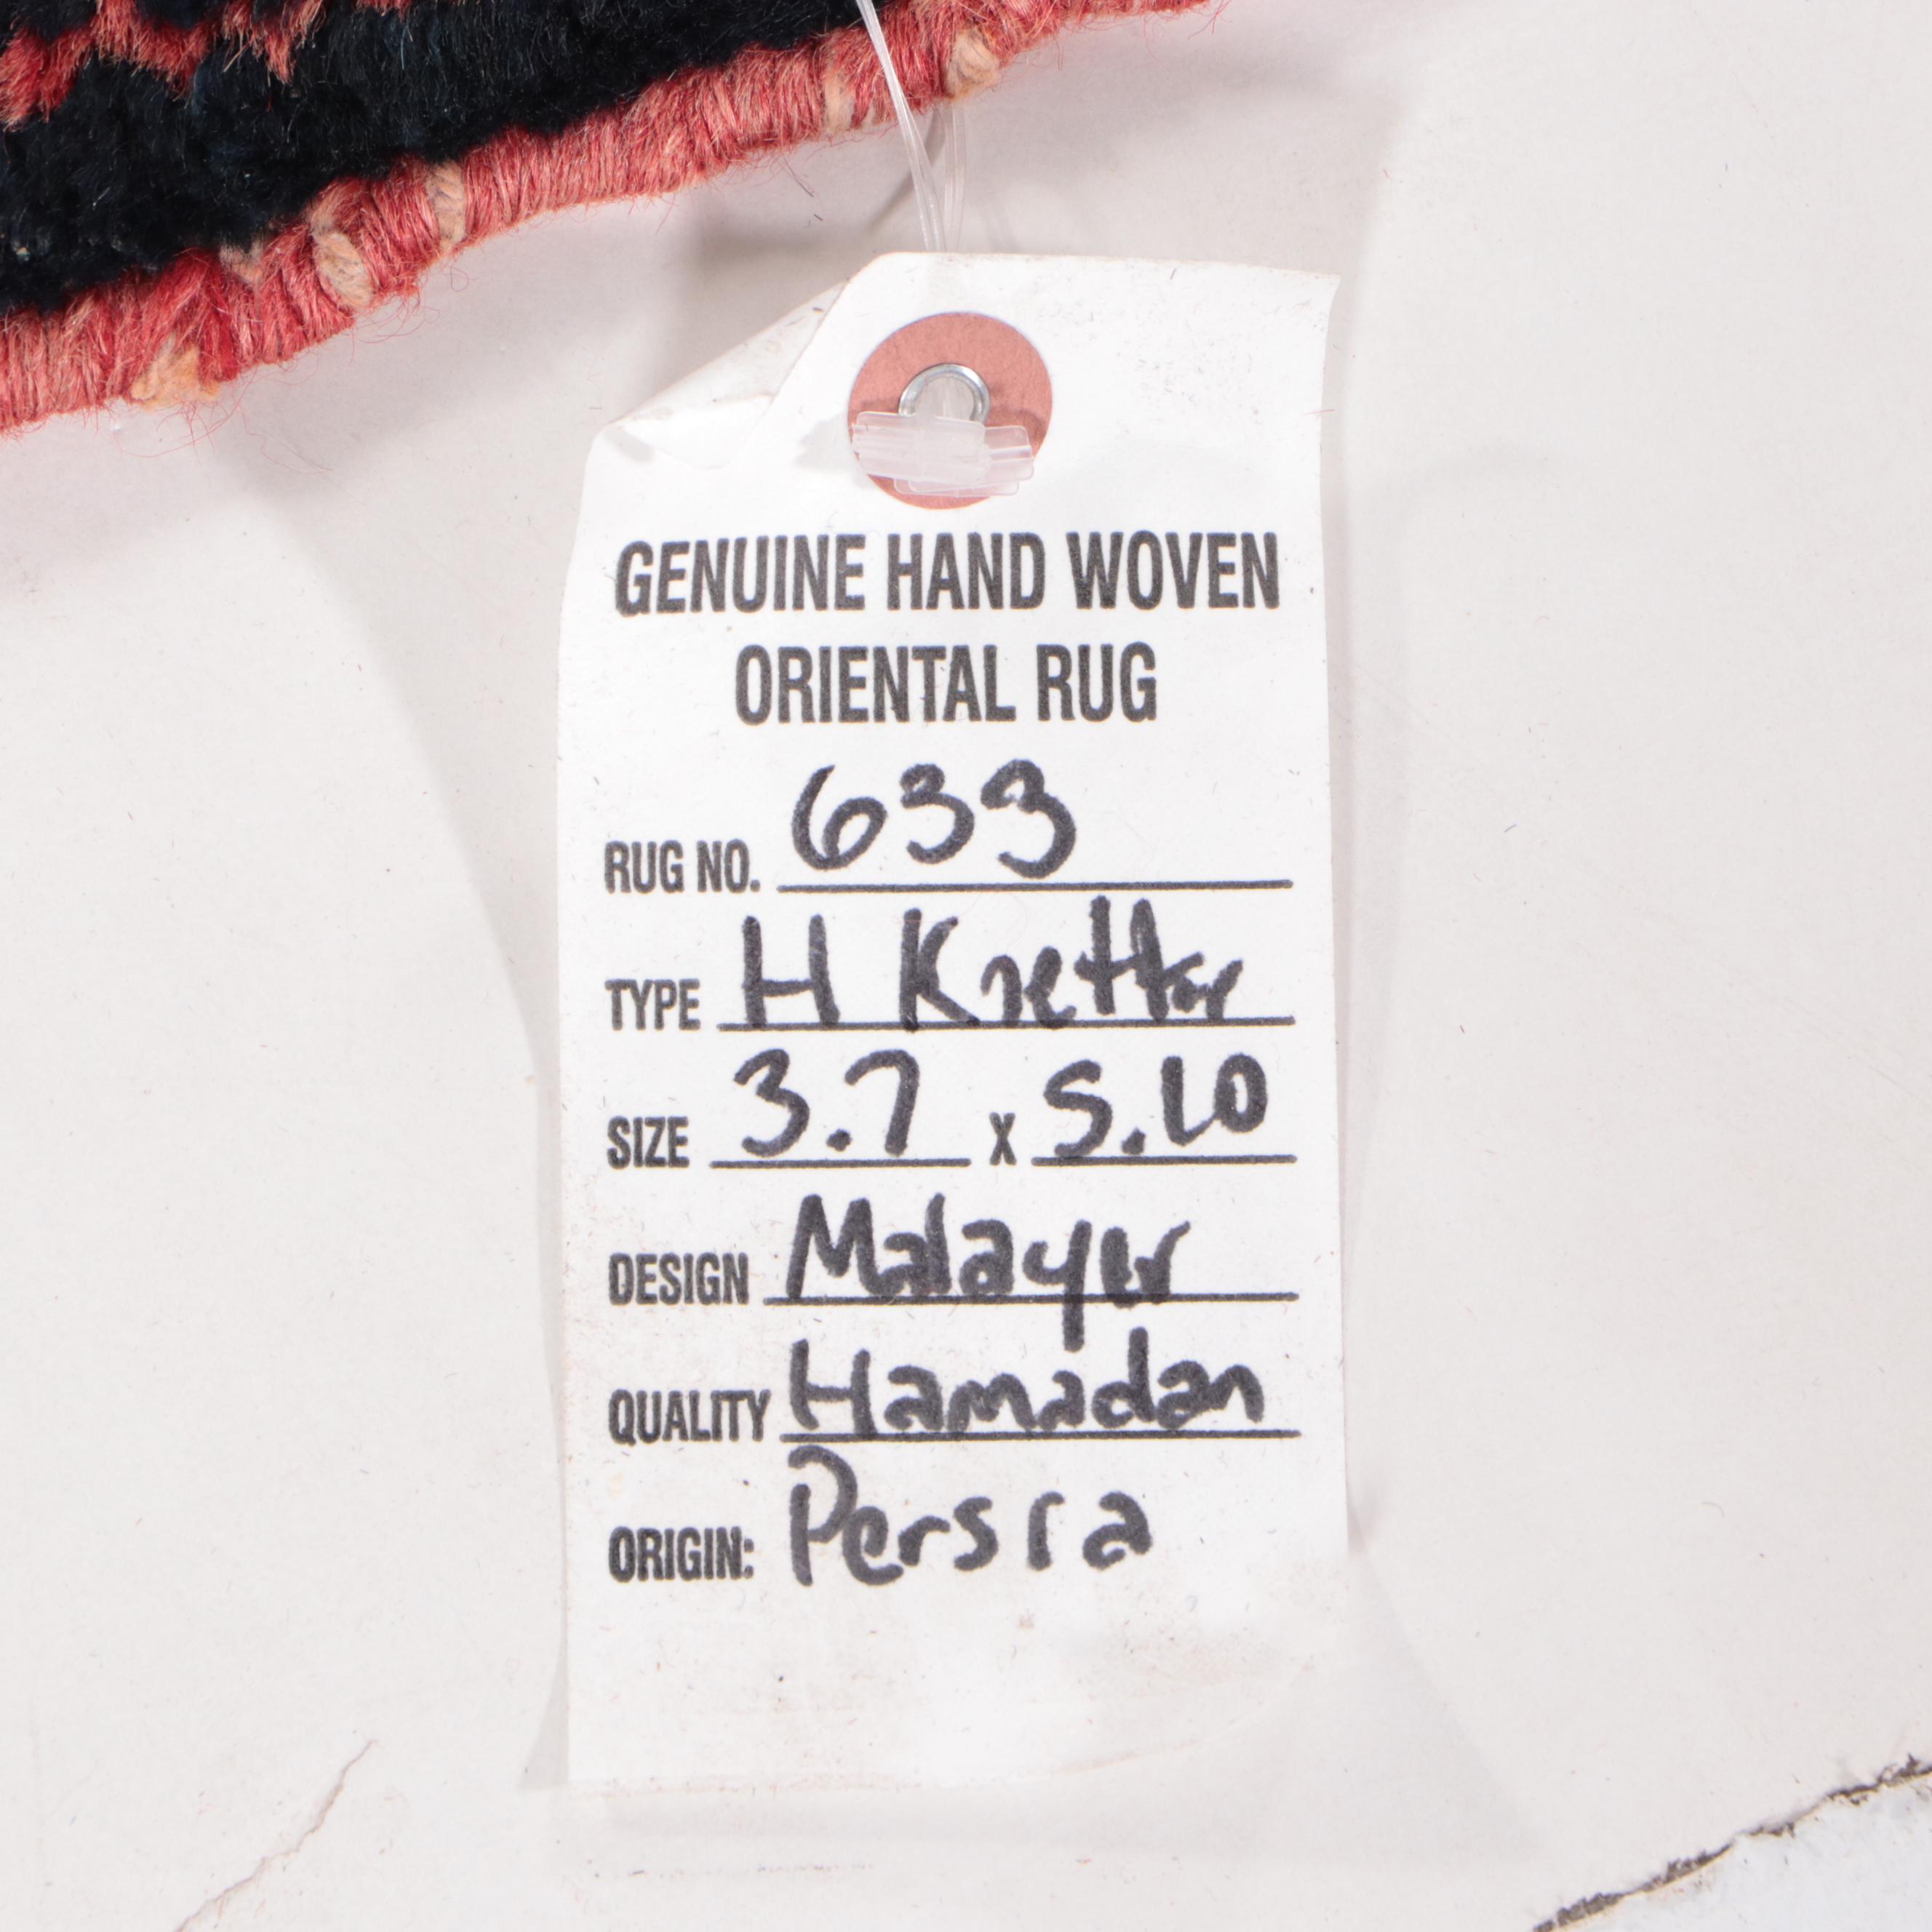 GENUINE HAND WOVEN
ORIENTAL RUG
RUG NO. 633
TYPE H
SIZE 3.7 x 5.10
DESIGN Malayer
QUALITY Hamadan
ORIGIN: Persia